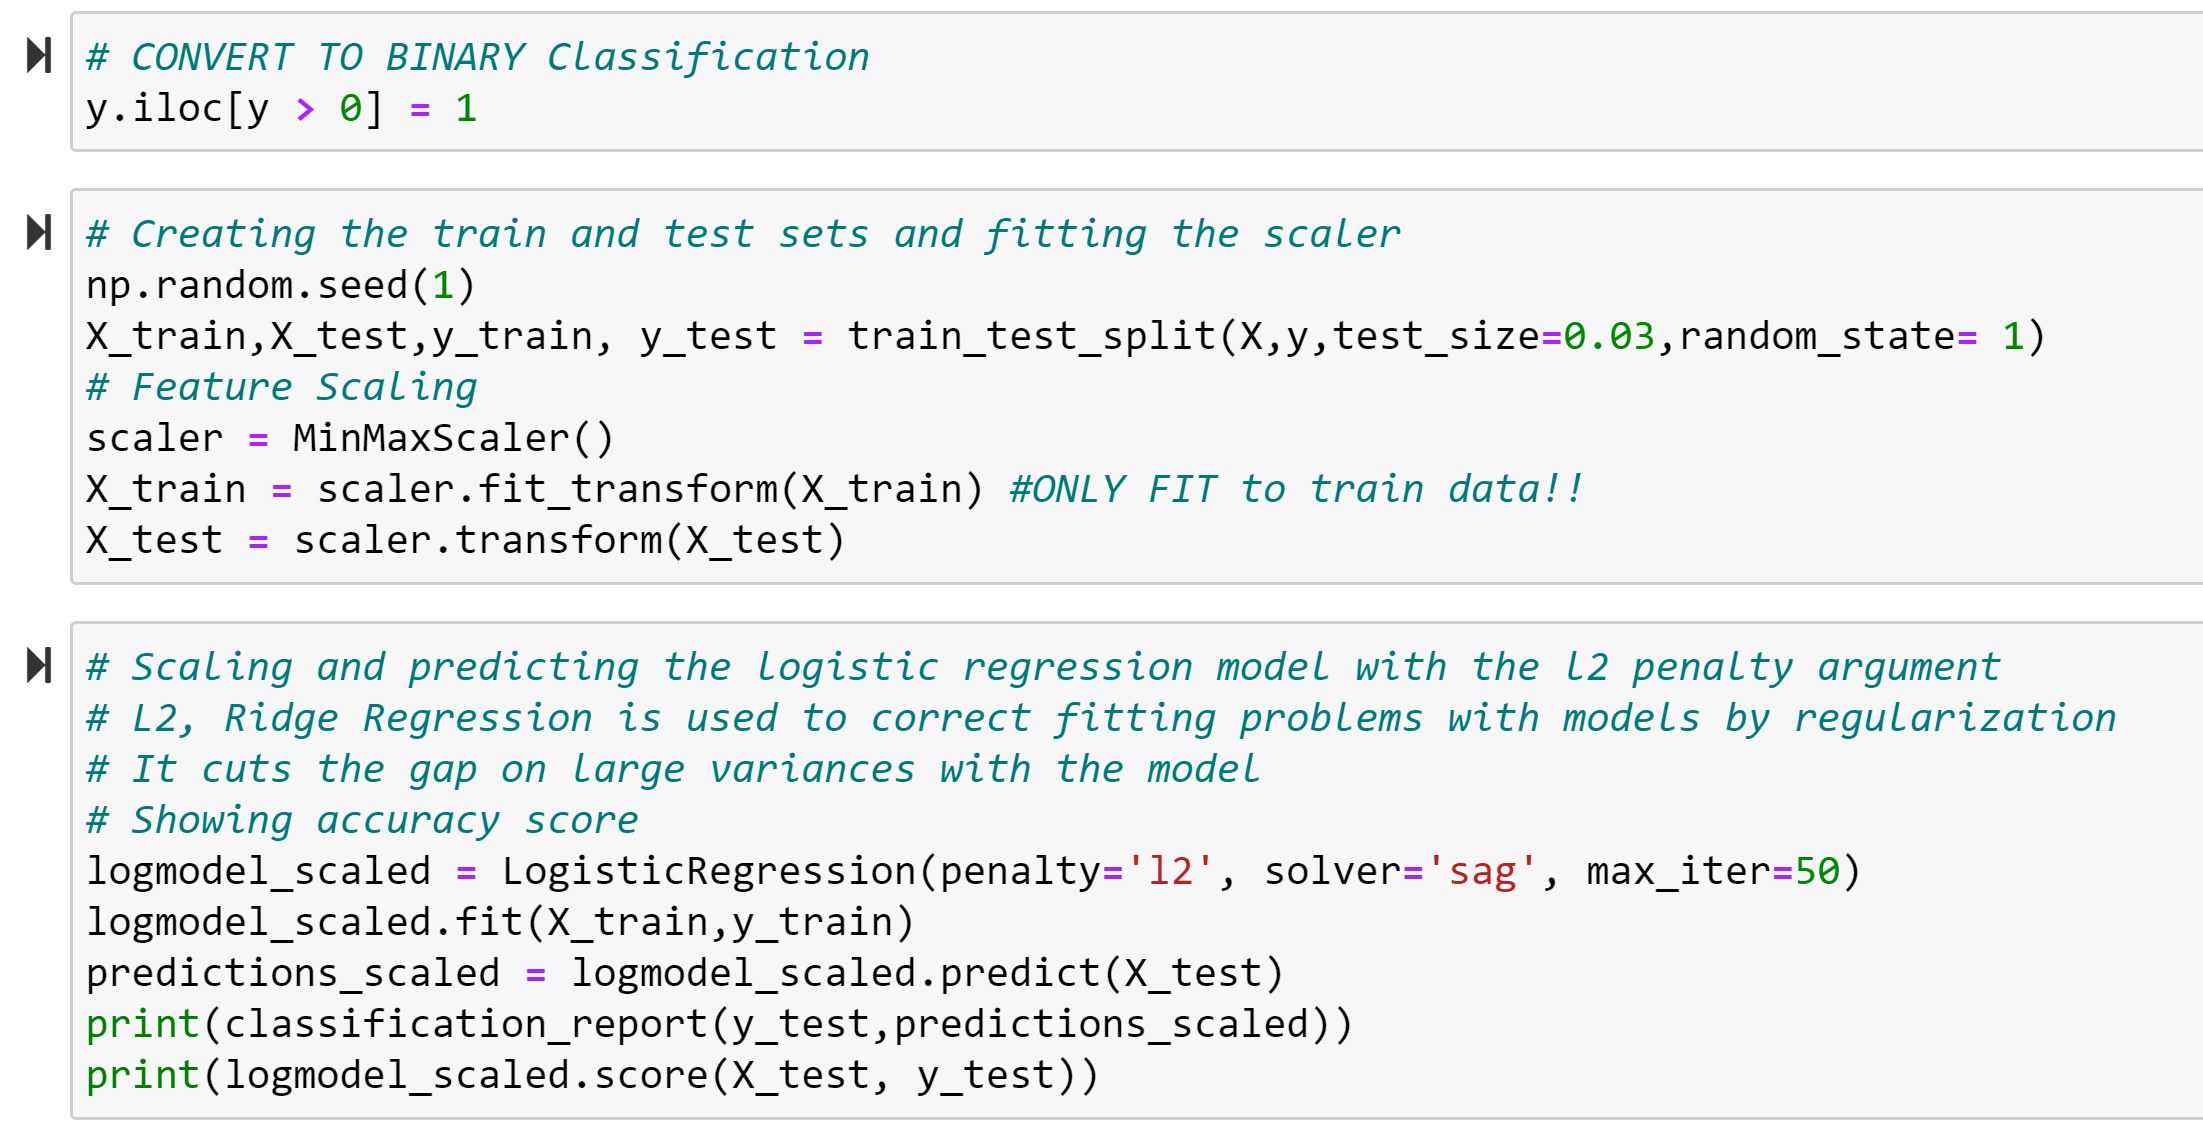 # CONVERT TO BINARY Classification
y.iloc[y > 0] = 1
# Creating the train and test sets and fitting the scaler
np.random.seed(1)
X_train,X_test,y_train, y_test = train_test_split(X,y,test_size=0.03,random_state= 1)
# Feature Scaling
scaler = MinMaxScaler()
X_train = scaler.fit_transform(X_train) #ONLY FIT to train data!!
X_test = scaler.transform(X_test)
# Scaling and predicting the logistic regression model with the l2 penalty argument
# L2, Ridge Regression is used to correct fitting problems with models by regularization
# It cuts the gap on large variances with the model
# Showing accuracy score
logmodel_scaled = LogisticRegression(penalty='l2', solver='sag', max_iter=50)
logmodel_scaled.fit(X_train,y_train)
predictions_scaled = logmodel_scaled.predict(X_test)
print(classification_report(y_test,predictions_scaled))
print(logmodel_scaled.score(X_test, y_test))